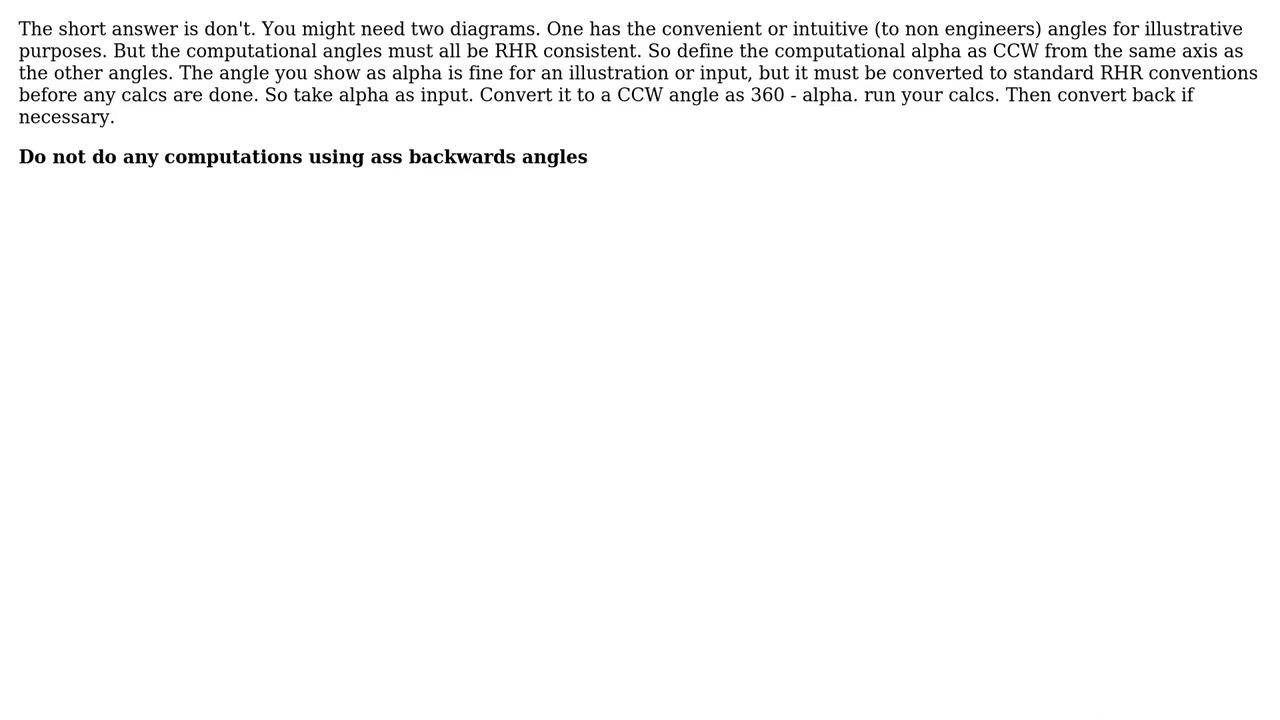 The short answer is don't. You might need two diagrams. One has the convenient or intuitive (to non engineers) angles for illustrative
purposes. But the computational angles must all be RHR consistent. So define the computational alpha as CCW from the same axis as
the other angles. The angle you show as alpha is fine for an illustration or input, but it must be converted to standard RHR conventions
before any calcs are done. So take alpha as input. Convert it to a CCW angle as 360 - alpha. run your calcs. Then convert back if
necessary.
Do not do any computations using ass backwards angles